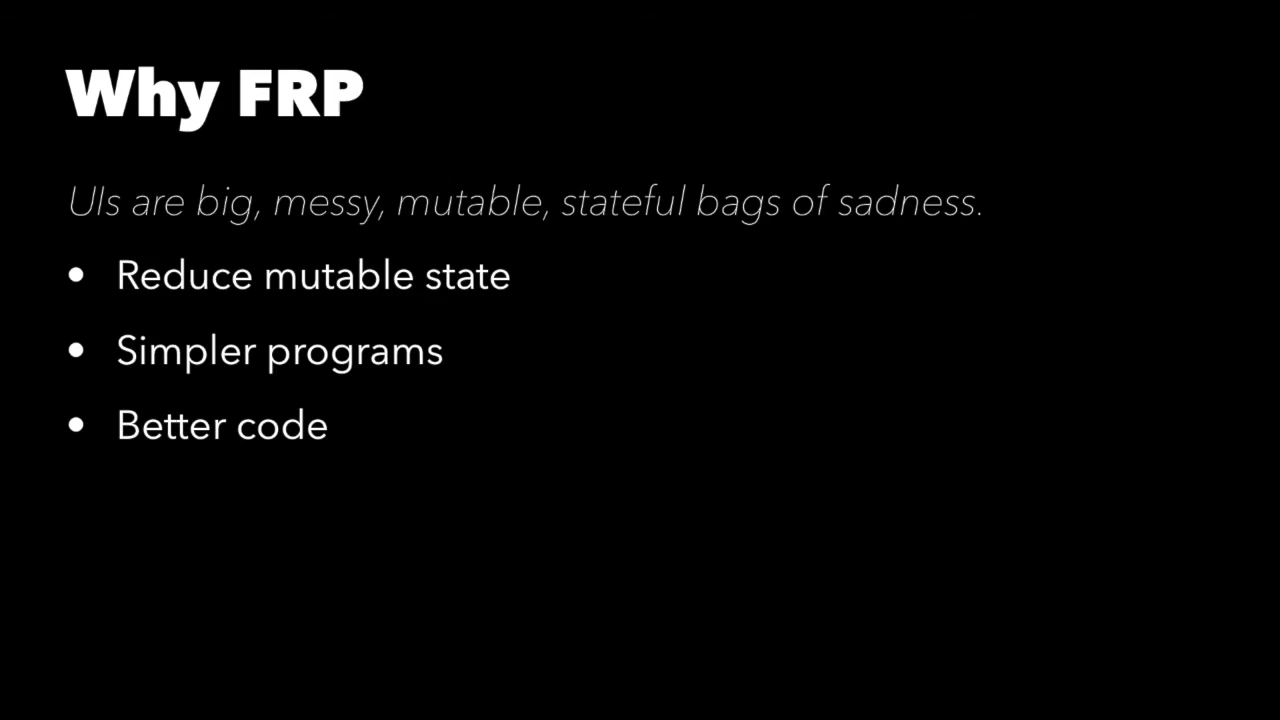 Why FRP
UIs are big, messy, mutable, stateful bags of sadness.
• Reduce mutable state
• Simpler programs
• Better code